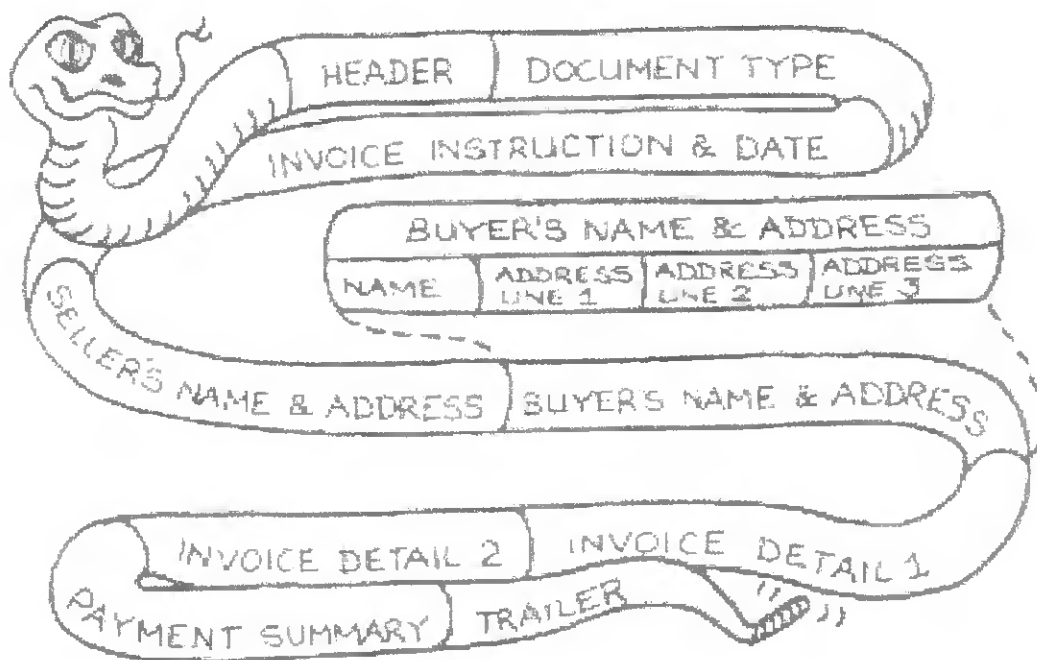 HEADER
DOCUMENT TYPE
INVOICE INSTRUCTION & DATE
BUYER'S NAME & ADDRESS
NAME
ADDRESS
LINE 1
ADDRESS
LINE 2
ADDRESS
LINE 3
SELLER'S NAME & ADDRESS
BUYER'S NAME & ADDRESS
INVOICE DETAIL 1
INVOICE DETAIL 2
PAYMENT SUMMARY
TRAILER